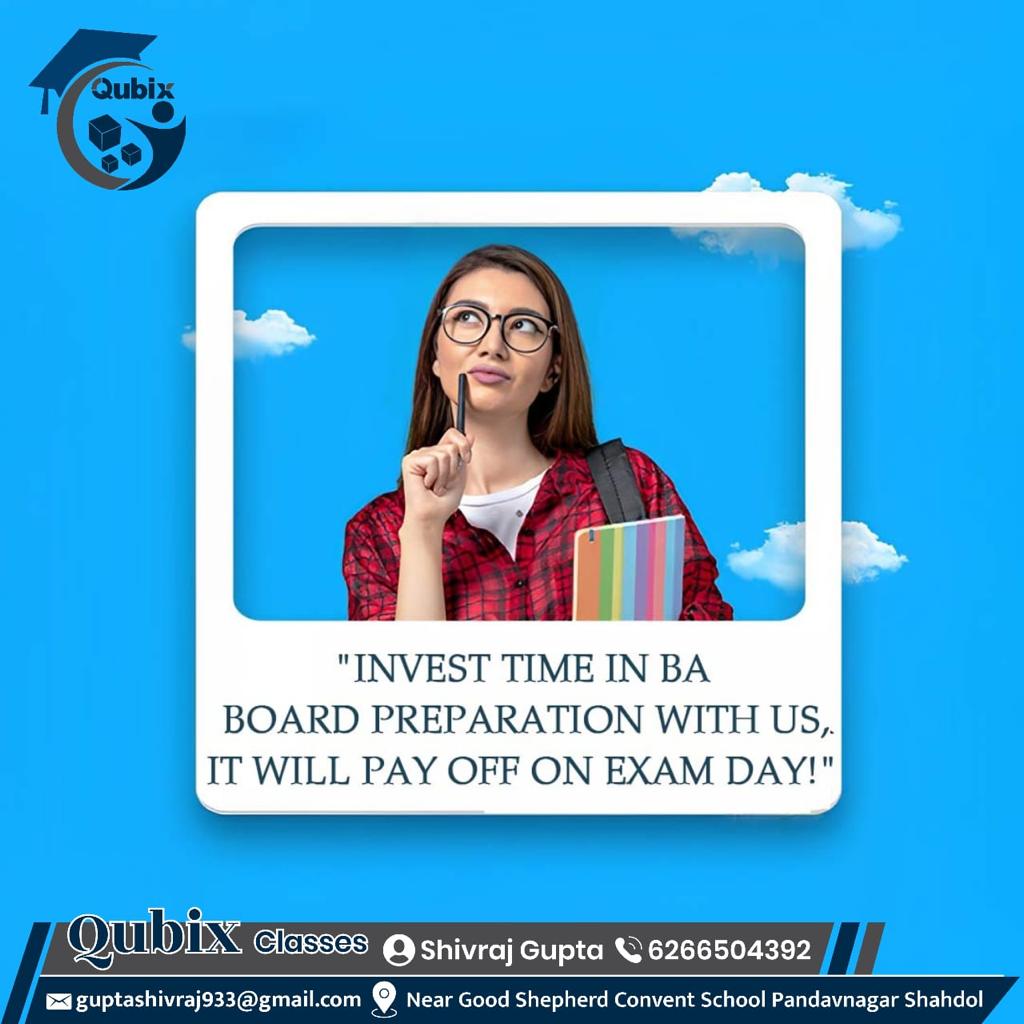 Qubix
"INVEST TIME IN BA
BOARD PREPARATION WITH US,.
IT WILL PAY OFF ON EXAM DAY!"
Qubix Classes Shivraj Gupta 6266504392
guptashivraj933@gmail.com Near Good Shepherd Convent School Pandavnagar Shahdol